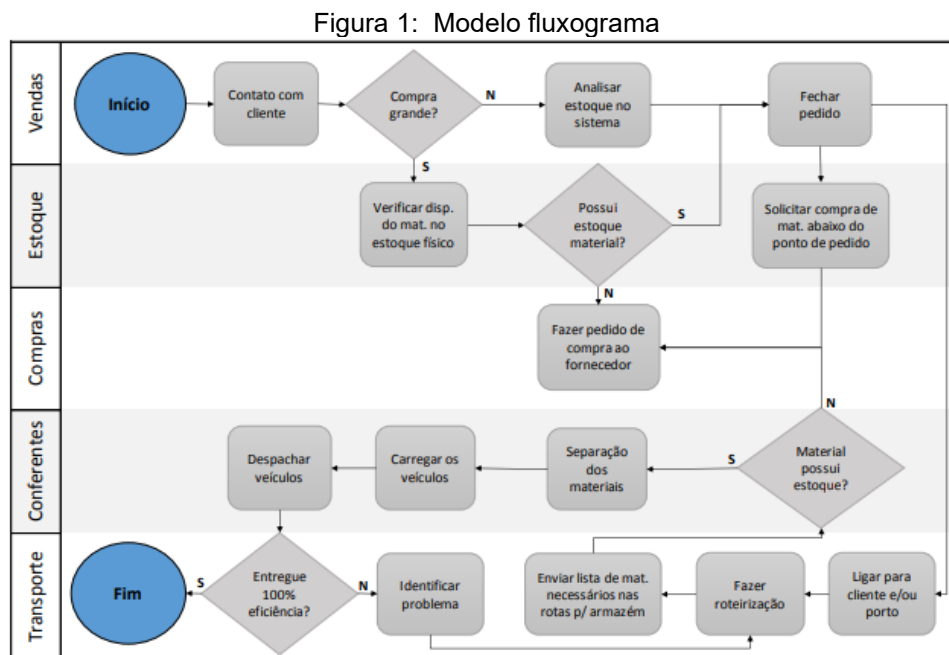 Figura 1: Modelo fluxograma
Vendas
Início
Contato com
cliente
Compra
grande?
N
S
Analisar
estoque no
sistema
Fechar
pedido
Estoque
Verificar disp.
do mat. no
estoque físico
Possui
estoque
material?
S
N
Solicitar compra de
mat. abaixo do
ponto de pedido
Compras
Fazer pedido de
compra ao
fornecedor
Conferentes
Despachar
veículos
Carregar os
veículos
Separação
dos
materiais
S
N
Material
possui
estoque?
Transporte
Fim
S
Entregue
100%
eficiência?
N
Identificar
problema
Enviar lista de mat.
necessários nas
rotas p/ armazém
Fazer
roteirização
Ligar para
cliente e/ou
porto